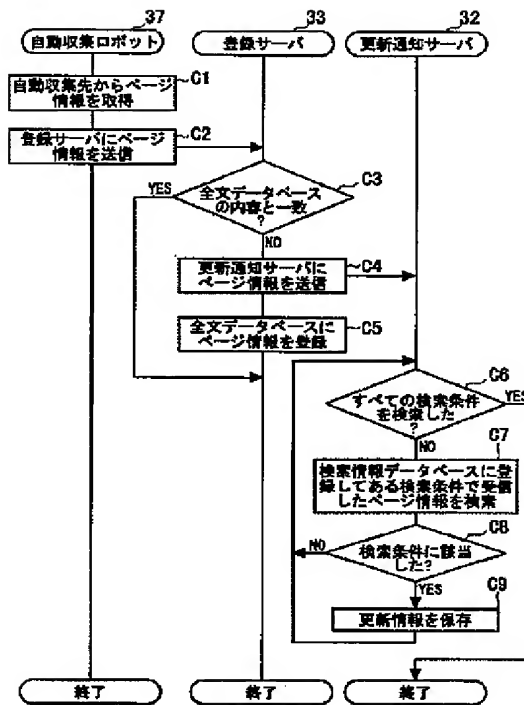 37
33
32
自動収集ロボット
登録サーバ
更新通知サーバ
C1
自動収集先からページ
情報を取得
C2
登録サーバにページ
情報を送信
C3
YES
全文データベース
の内容と一致
?
NO
C4
更新通知サーバに
ページ情報を送信
C5
全文データベースに
ページ情報を登録
C6
すべての検索条件
を検索した
?
YES
NO
C7
検索情報データベースに登
録してある検索条件で受信
したページ情報を検索
C8
NO
検索条件に該当
した?
YES
C9
更新情報を保存
終了
終了
終了